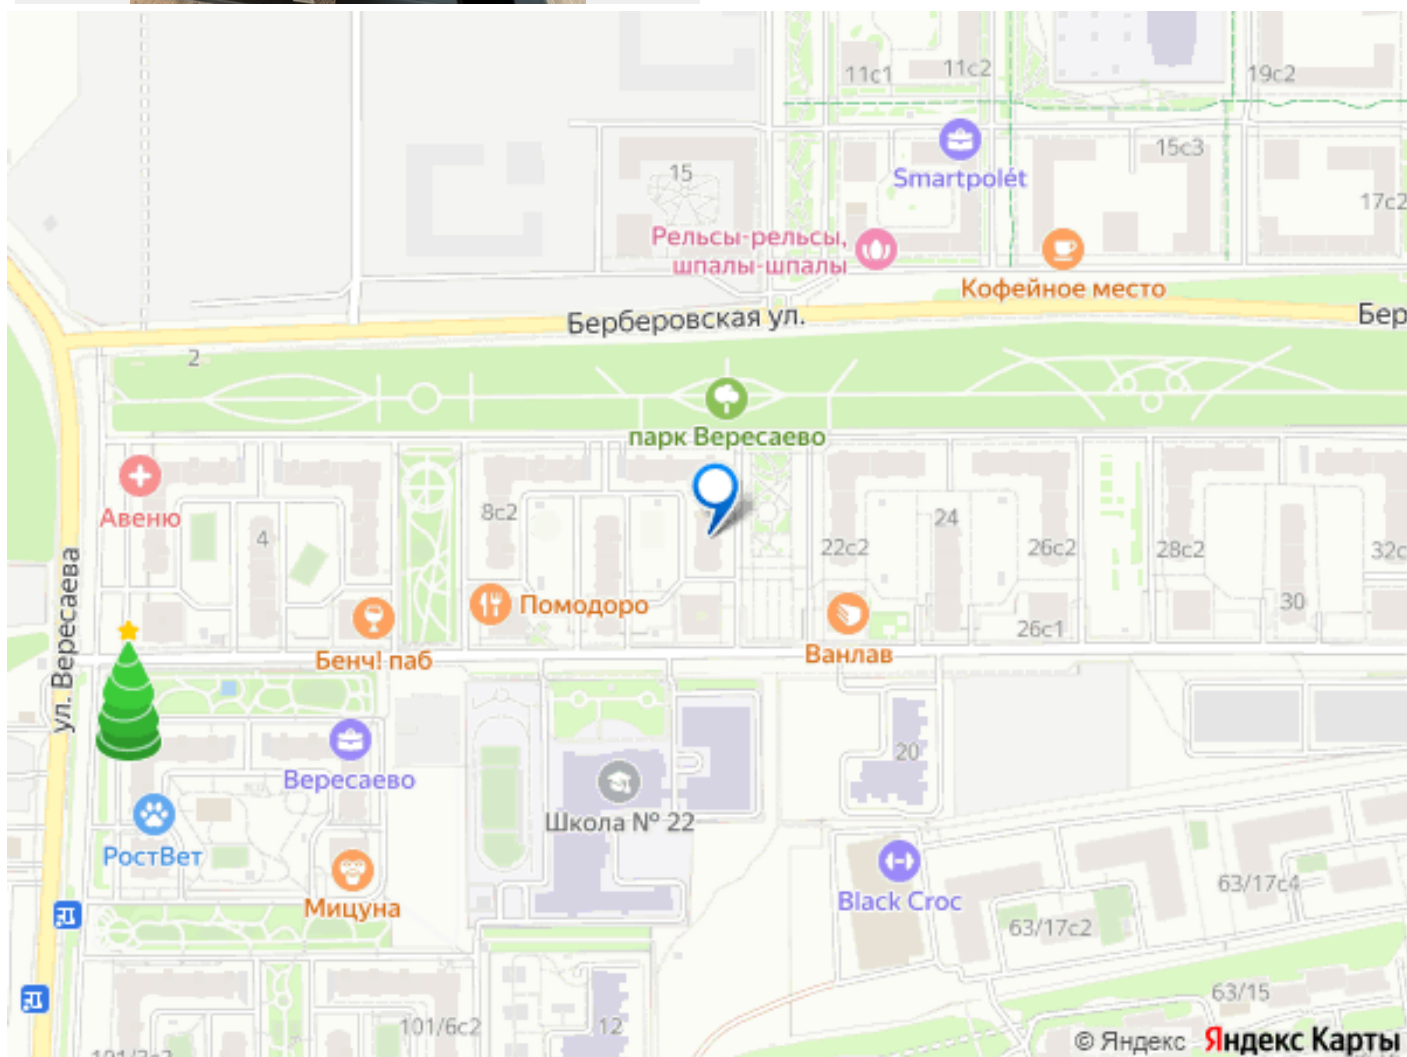 11с1
11с2
19с2
15
Smartpolét
15с3
17с2
Рельсы-рельсы,
шпалы-шпалы
Кофейное место
Берберовская ул.
Бер
2
парк Вересаево
Авеню
4
8с2
22с2
24
26с2
28с2
32с
ул. Вересаева
Помодоро
30
26с1
Бенч! паб
Ванлав
Вересаево
20
Школа № 22
РостВет
Black Croc
63/17с4
Мицуна
63/17с2
63/15
101/6с2
12
© Яндекс Яндекс Карты